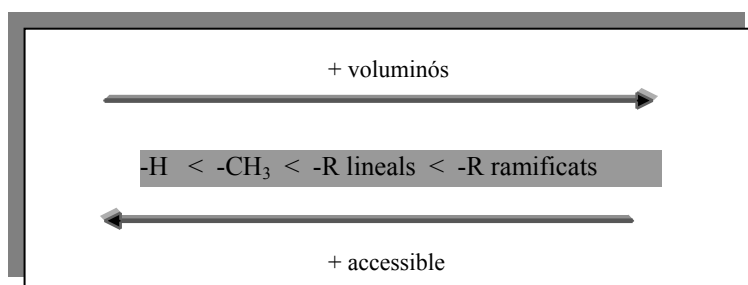 + voluminós
-H < -CH₃ < -R lineals < -R ramificats
+ accessible